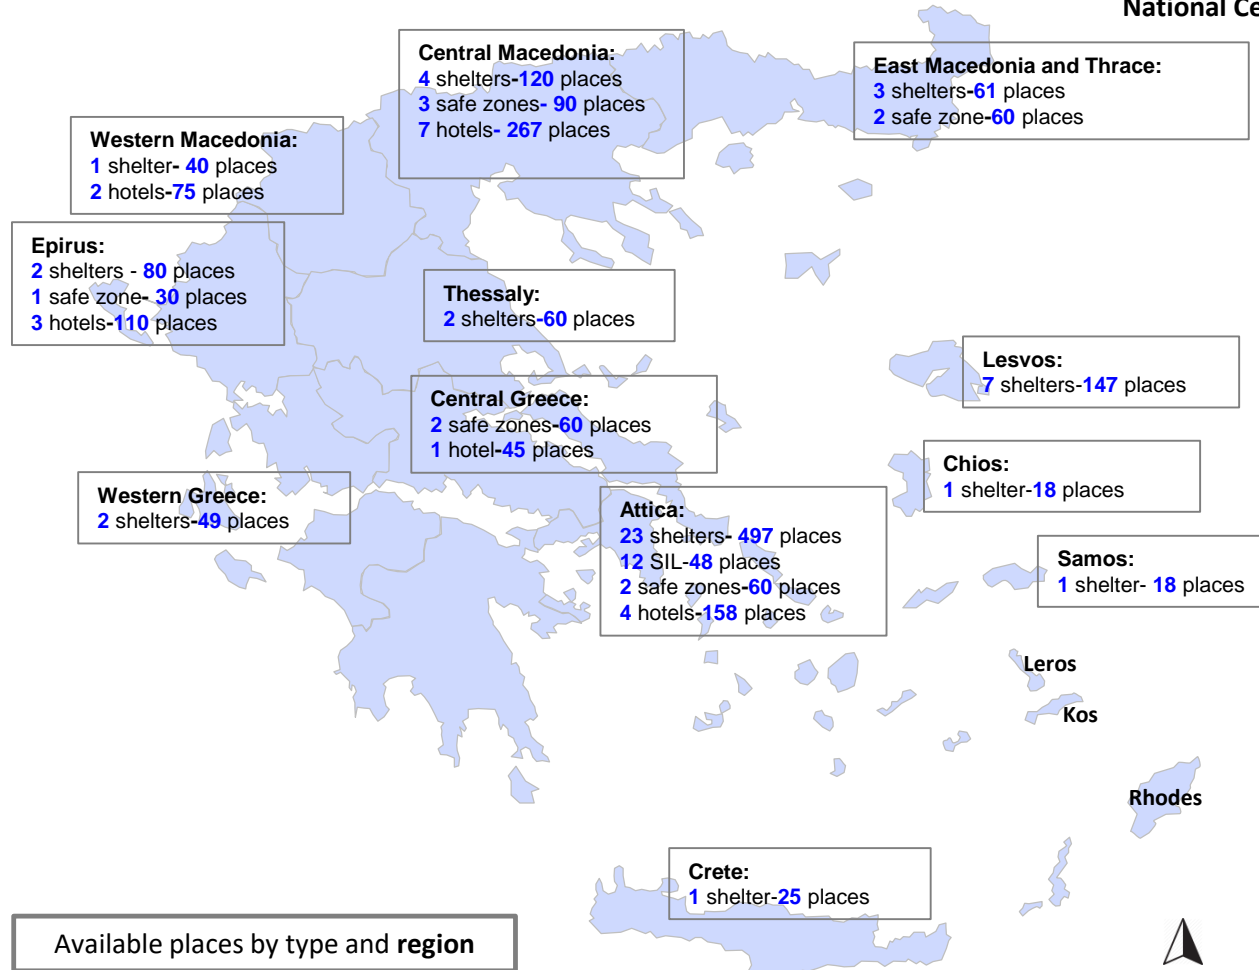 National Ce
Central Macedonia:
4 shelters-120 places
3 safe zones- 90 places
7 hotels- 267 places
East Macedonia and Thrace:
3 shelters-61 places
2 safe zone-60 places
Western Macedonia:
1 shelter- 40 places
2 hotels-75 places
Epirus:
2 shelters - 80 places
1 safe zone- 30 places
3 hotels-110 places
Thessaly:
2 shelters-60 places
Lesvos:
7 shelters-147 places
Central Greece:
2 safe zones-60 places
1 hotel-45 places
Chios:
1 shelter-18 places
Western Greece:
2 shelters-49 places
Attica:
23 shelters- 497 places
12 SIL-48 places
2 safe zones-60 places
4 hotels-158 places
Samos:
1 shelter- 18 places
Leros
Kos
Rhodes
Crete:
1 shelter-25 places
Available places by type and region